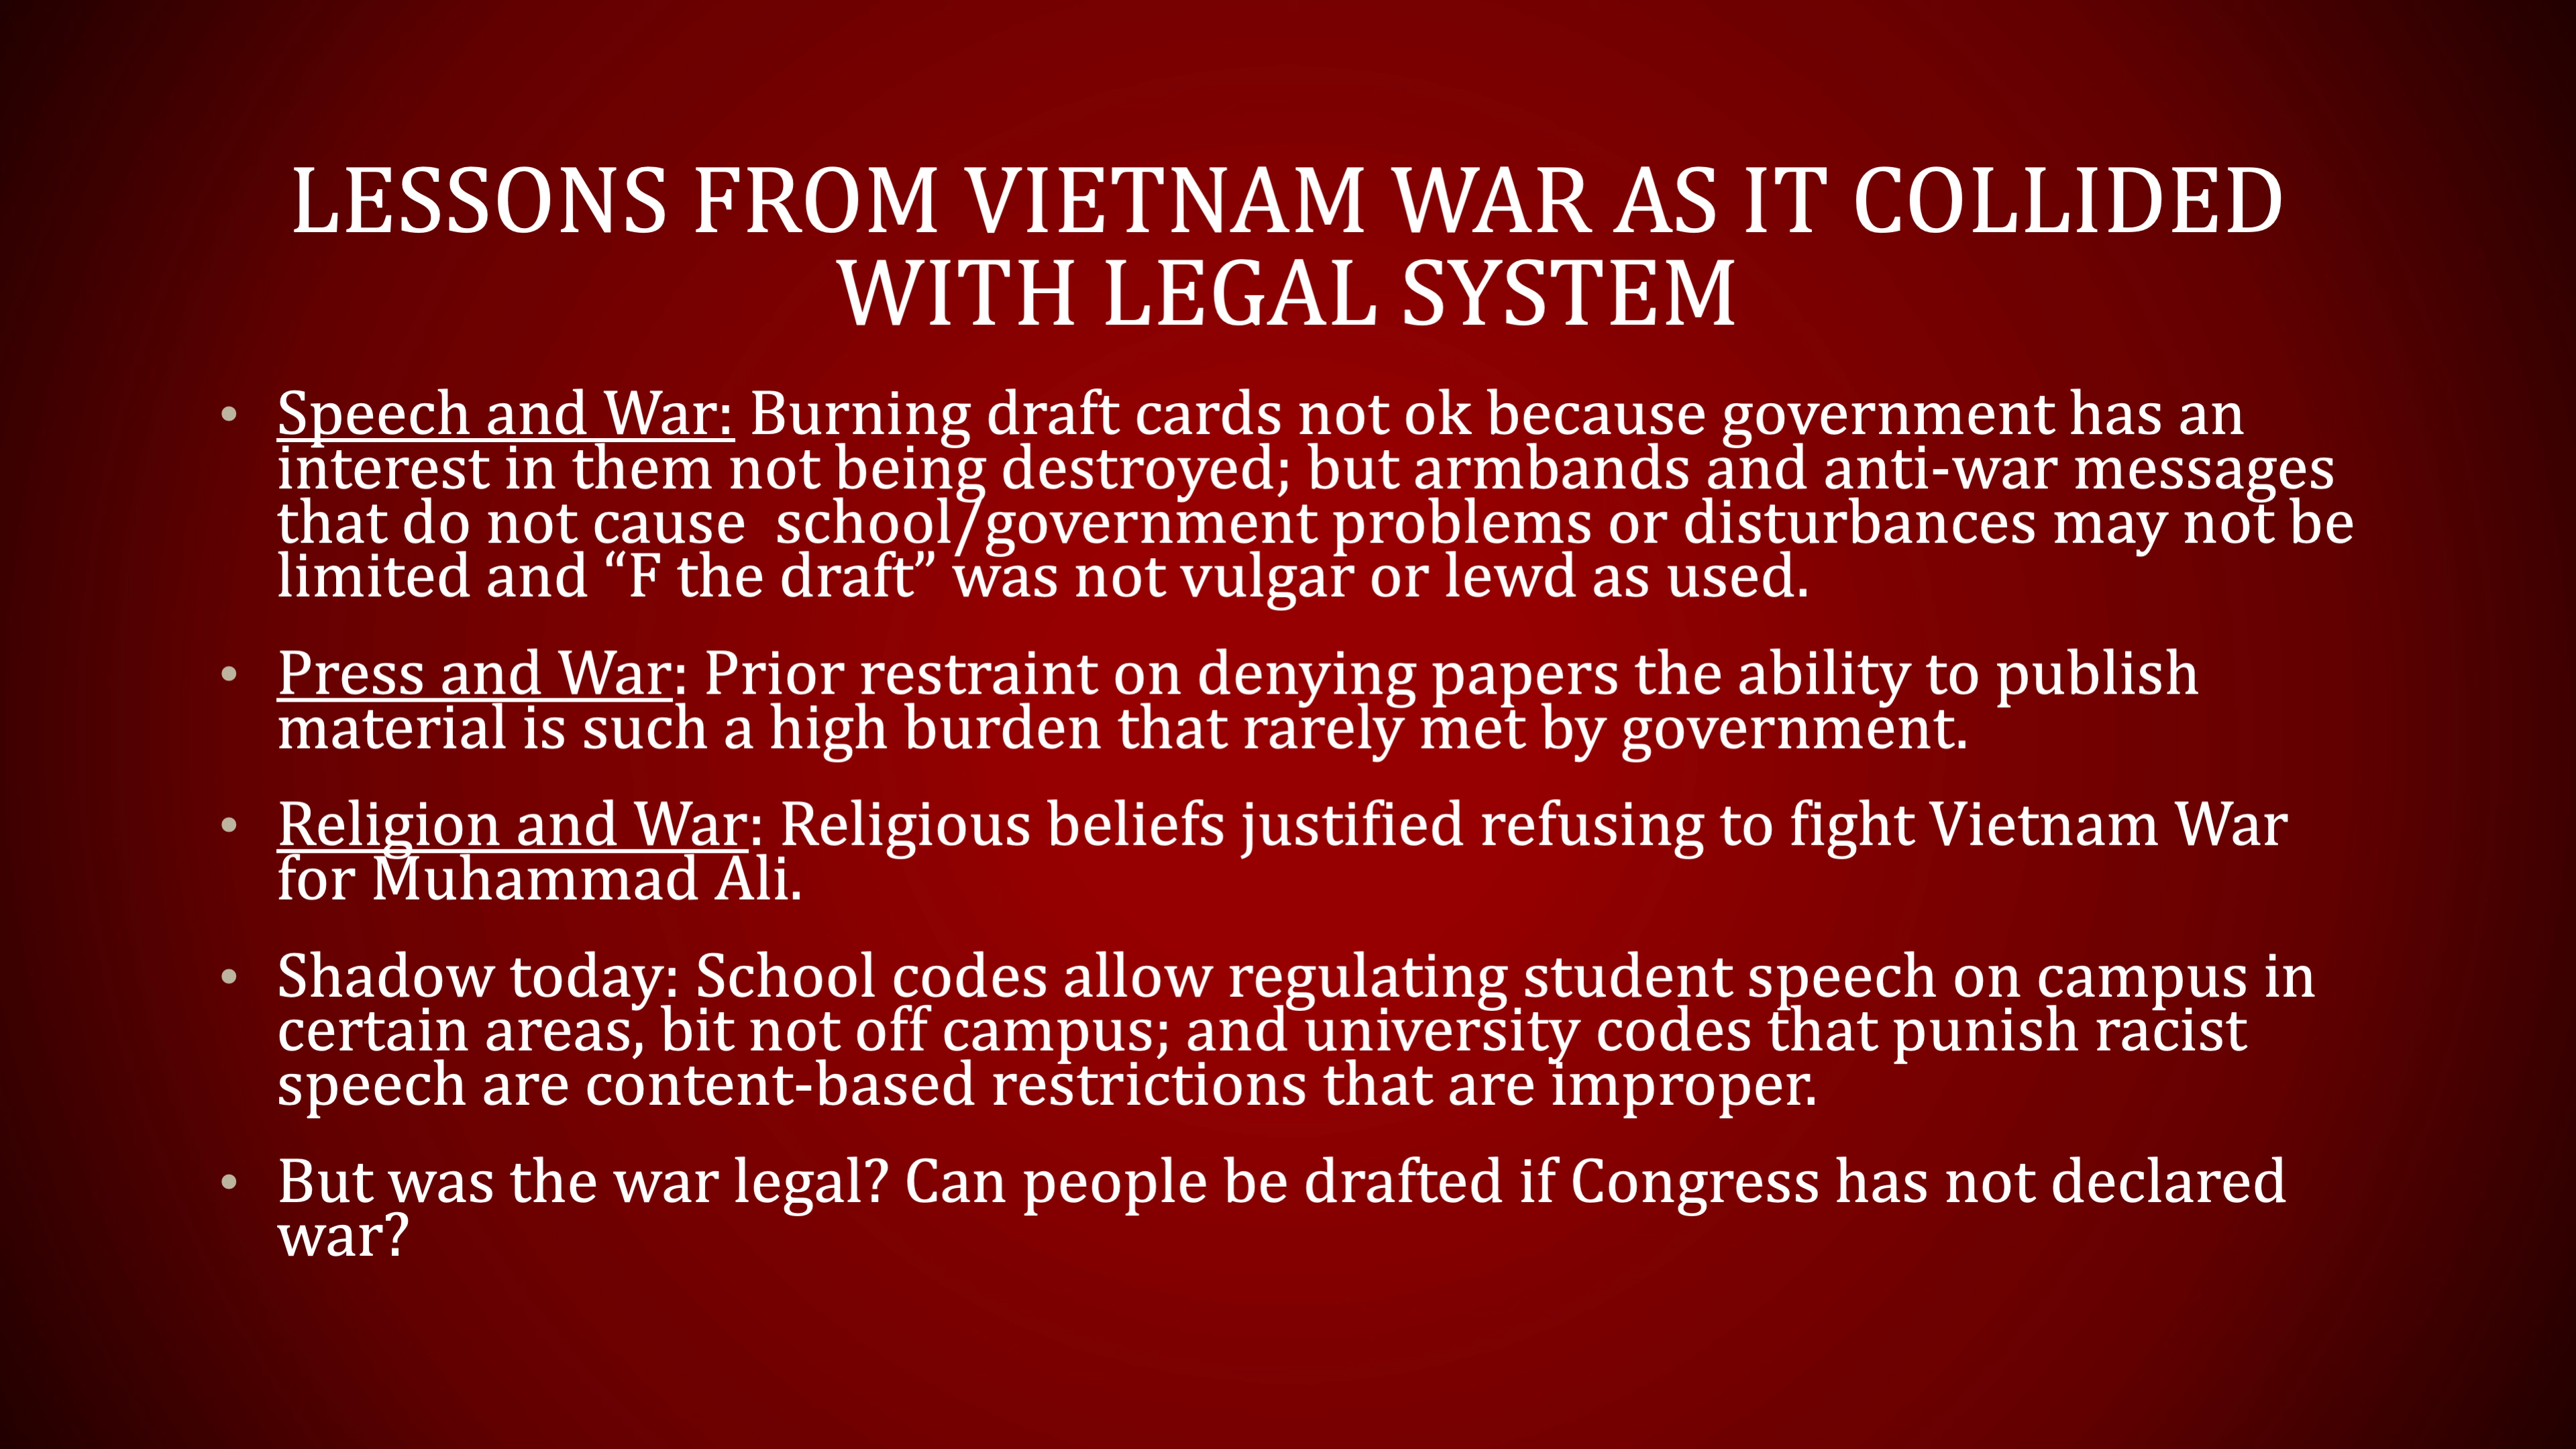 LESSONS FROM VIETNAM WAR AS IT COLLIDED
WITH LEGAL SYSTEM
• Speech and War: Burning draft cards not ok because government has an
interest in them not being destroyed; but armbands and anti-war messages
that do not cause  school/government problems or disturbances may not be
limited and “F the draft” was not vulgar or lewd as used.
• Press and War: Prior restraint on denying papers the ability to publish
material is such a high burden that rarely met by government.
• Religion and War: Religious beliefs justified refusing to fight Vietnam War
for Muhammad Ali.
• Shadow today: School codes allow regulating student speech on campus in
certain areas, bit not off campus; and university codes that punish racist
speech are content-based restrictions that are improper.
• But was the war legal? Can people be drafted if Congress has not declared
war?